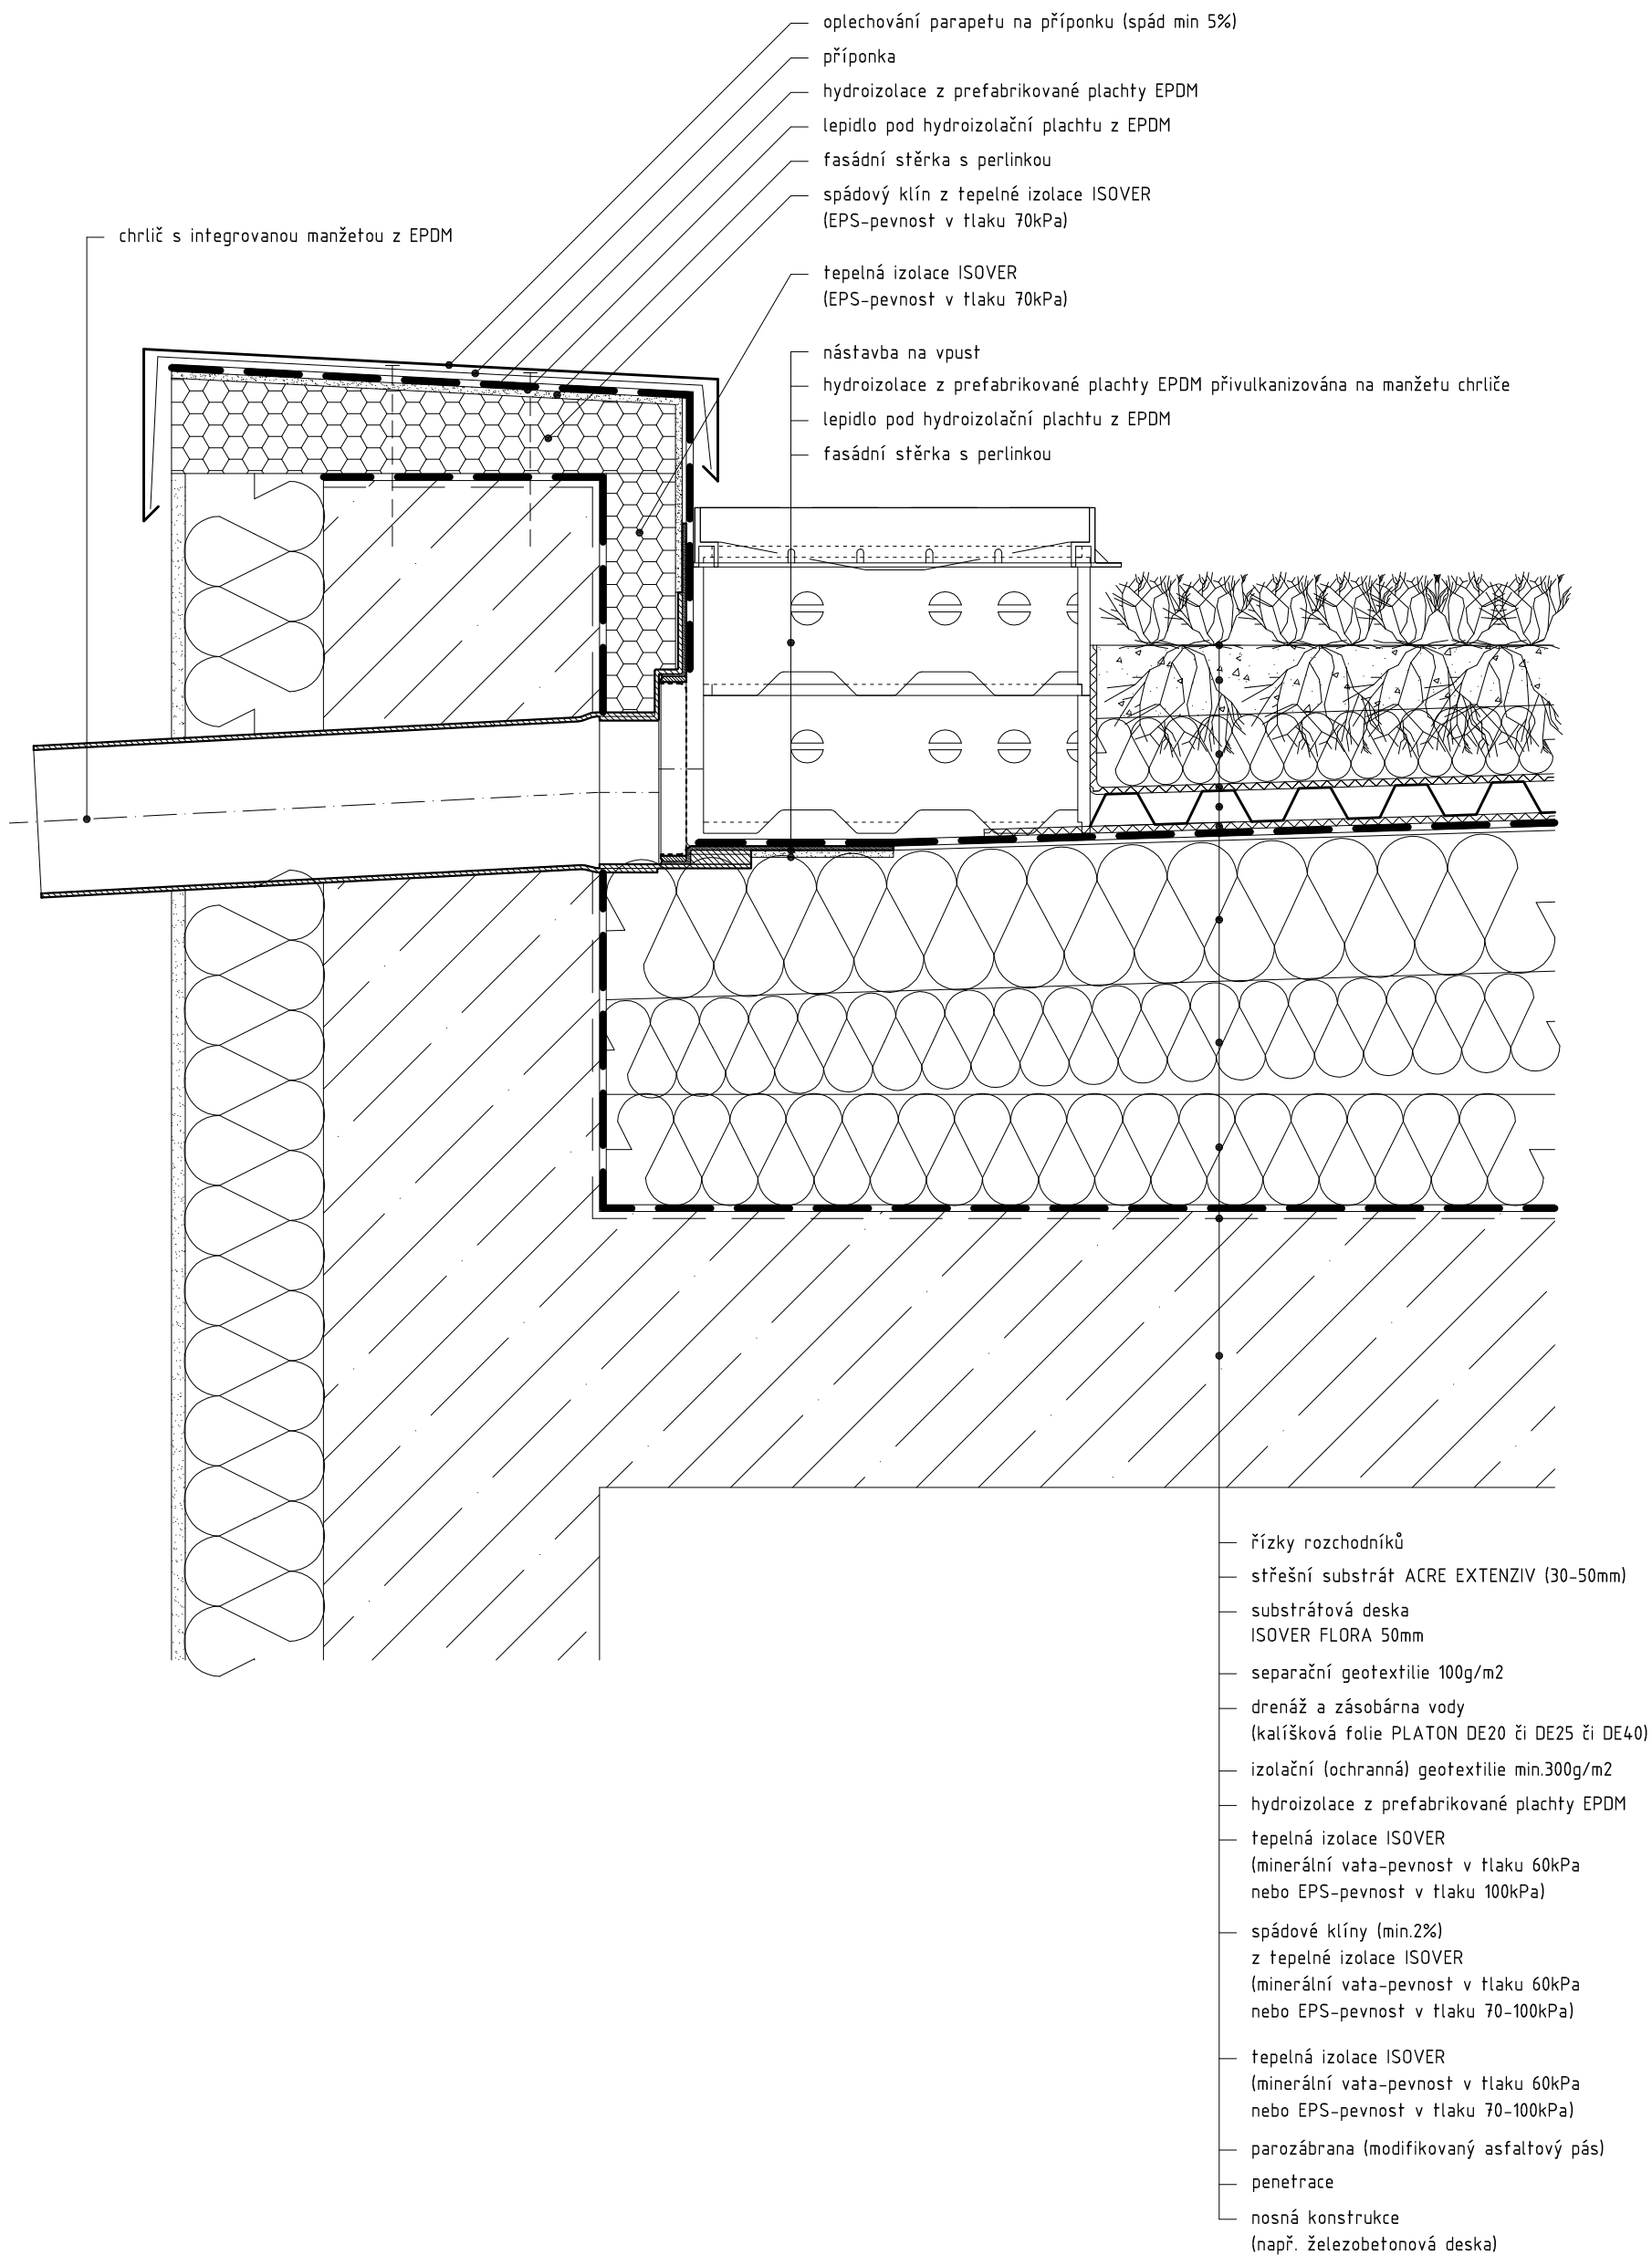 oplechování parapetu na příponku (spád min 5%)
příponka
hydroizolace z prefabrikované plachty EPDM
lepidlo pod hydroizolační plachtu z EPDM
fasádní stěrka s perlinkou
spádový klín z tepelné izolace ISOVER
(EPS-pevnost v tlaku 70kPa)
chrlič s integrovanou manžetou z EPDM
tepelná izolace ISOVER
(EPS-pevnost v tlaku 70kPa)
nástavba na vpust
hydroizolace z prefabrikované plachty EPDM přivulkanizována na manžetu chrliče
lepidlo pod hydroizolační plachtu z EPDM
fasádní stěrka s perlinkou
řízky rozchodníků
střešní substrát ACRE EXTENZIV (30-50mm)
substrátová deska
ISOVER FLORA 50mm
separační geotextilie 100g/m2
drenáž a zásobárna vody
(kalíšková folie PLATON DE20 či DE25 či DE40)
izolační (ochranná) geotextilie min.300g/m2
hydroizolace z prefabrikované plachty EPDM
tepelná izolace ISOVER
(minerální vata-pevnost v tlaku 60kPa
nebo EPS-pevnost v tlaku 100kPa)
spádové klíny (min.2%)
z tepelné izolace ISOVER
(minerální vata-pevnost v tlaku 60kPa
nebo EPS-pevnost v tlaku 70-100kPa)
tepelná izolace ISOVER
(minerální vata-pevnost v tlaku 60kPa
nebo EPS-pevnost v tlaku 70-100kPa)
parozábrana (modifikovaný asfaltový pás)
penetrace
nosná konstrukce
(např. železobetonová deska)